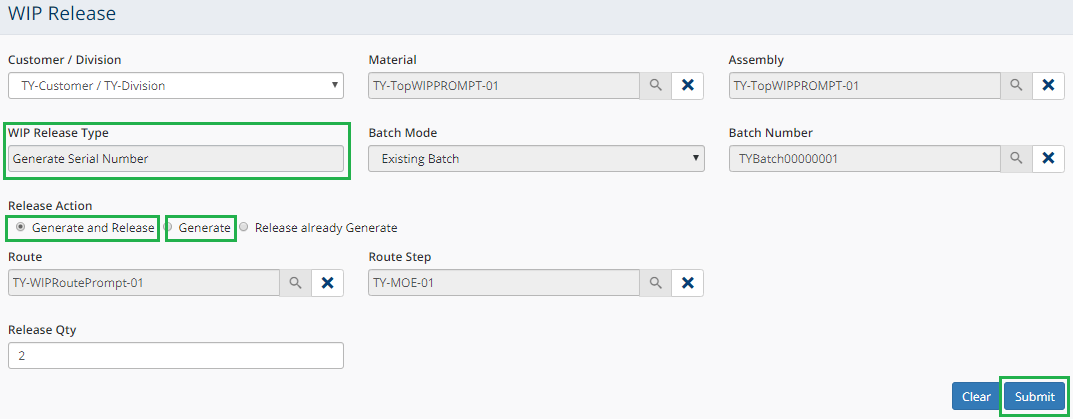 WIP Release
Customer / Division Material Assembly
TY-Customer / TY-Division TY-TopWIPPROMPT-01 TY-TopWIPPROMPT-01
WIP Release Type Batch Mode Batch Number
Generate Serial Number Existing Batch TYBatch00000001
Release Action
Generate and Release Generate Release already Generate
Route Route Step
TY-WIPRoutePrompt-01 TY-MOE-01
Release Qty
2
Clear Submit